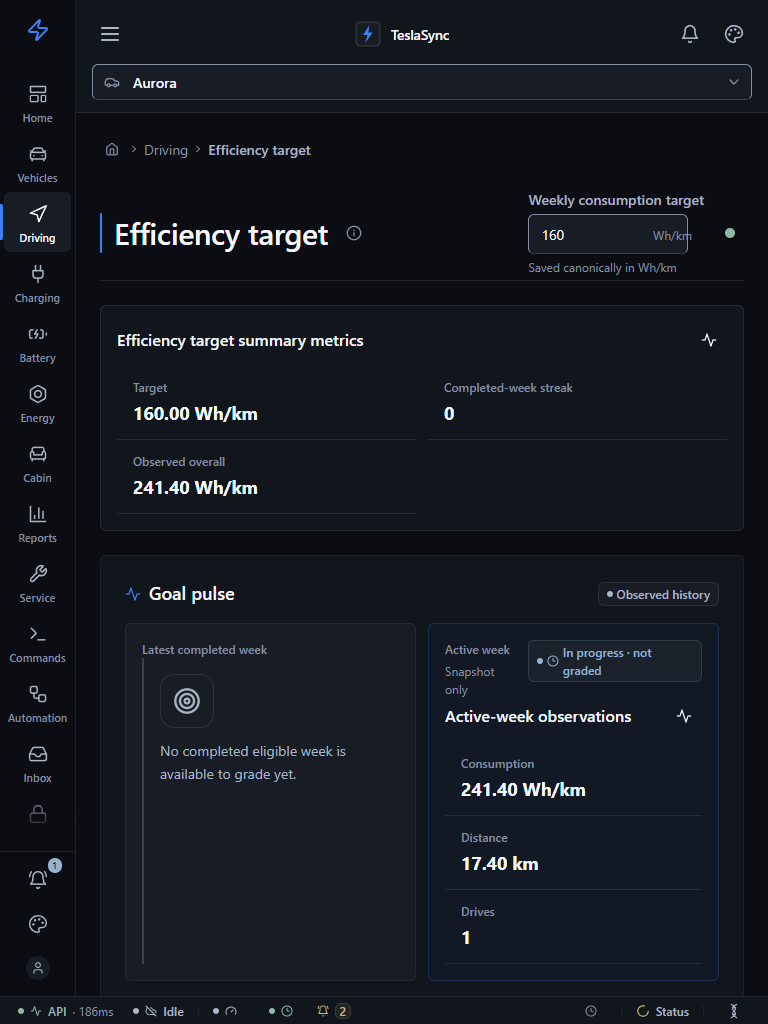 TeslaSync
Aurora
Home
Vehicles
Driving
Charging
Battery
Energy
Cabin
Reports
Service
Commands
Automation
Inbox
1
Driving
Efficiency target
Efficiency target
Weekly consumption target
160 Wh/km
Saved canonically in Wh/km
Efficiency target summary metrics
Target
160.00 Wh/km
Completed-week streak
0
Observed overall
241.40 Wh/km
Goal pulse
Observed history
Latest completed week
No completed eligible week is
available to grade yet.
Active week
Snapshot
only
In progress · not
graded
Active-week observations
Consumption
241.40 Wh/km
Distance
17.40 km
Drives
1
API · 186ms
Idle
2
Status